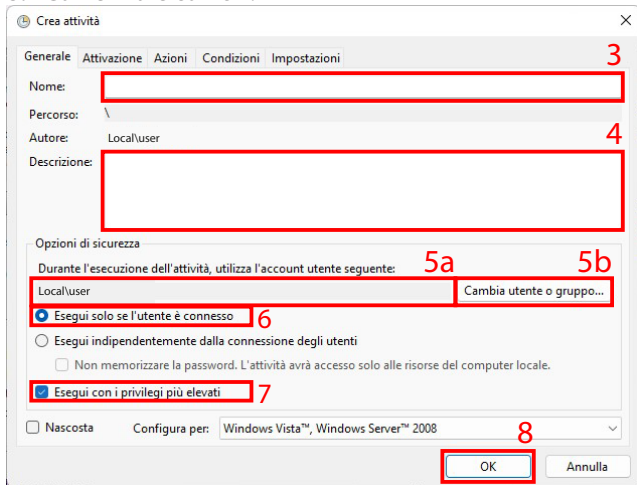 Crea attività
Generale Attivazione Azioni Condizioni Impostazioni
3
Nome:
Percorso: \
Autore: Local\user
4
Descrizione:
Opzioni di sicurezza
Durante l'esecuzione dell'attività, utilizza l'account utente seguente:
5a
5b
Local\user
Cambia utente o gruppo...
Esegui solo se l'utente è connesso
6
Esegui indipendentemente dalla connessione degli utenti
Non memorizzare la password. L'attività avrà accesso solo alle risorse del computer locale.
Esegui con i privilegi più elevati
7
Nascosta
Configura per: Windows Vista™, Windows Server™ 2008
8
OK
Annulla